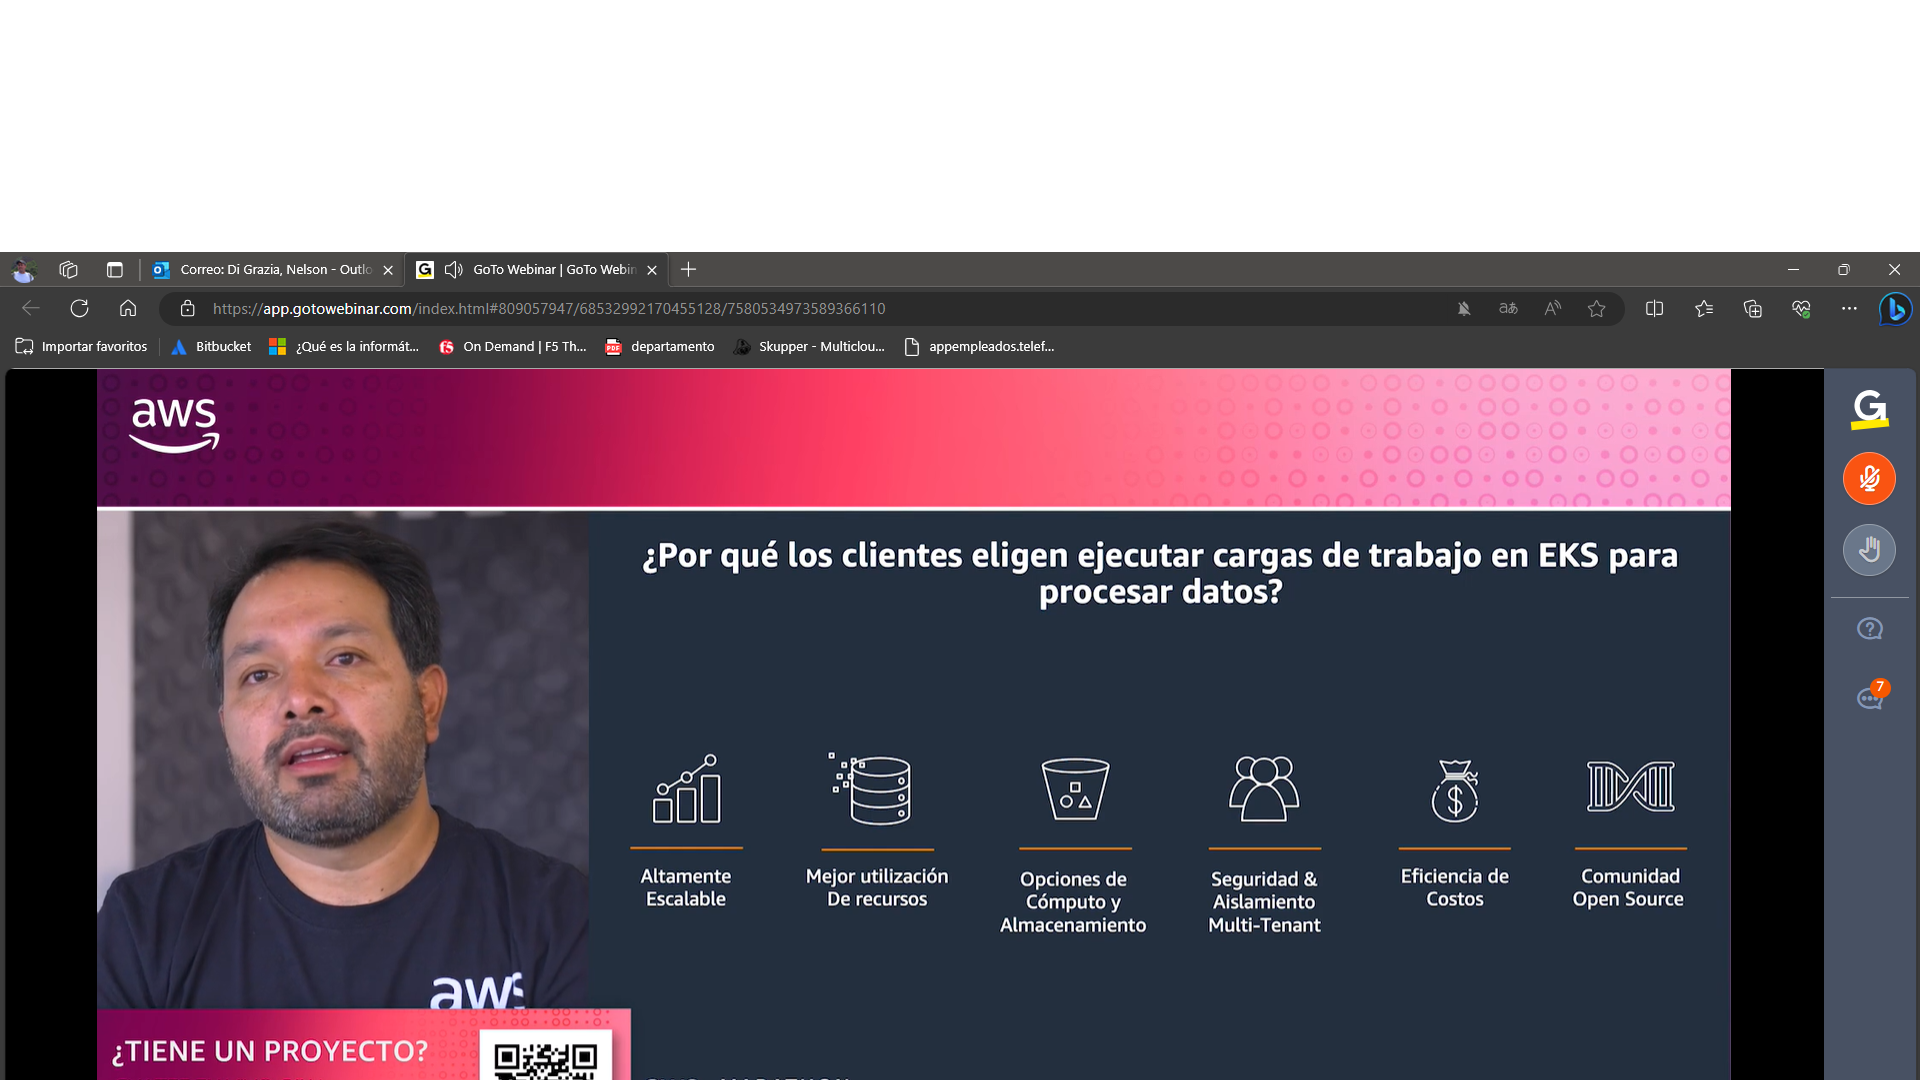 Correo: Di Grazia, Nelson - Outlo
GoTo Webinar | GoTo Webin
https://app.gotowebinar.com/index.html#809057947/68532992170455128/7580534973589366110
Importar favoritos
Bitbucket
¿Qué es la informát...
On Demand | F5 Th...
departamento
Skupper - Multiclou...
appempleados.telef...
aws
¿Por qué los clientes eligen ejecutar cargas de trabajo en EKS para
procesar datos?
7
Altamente
Escalable
Mejor utilización
De recursos
Opciones de
Cómputo y
Almacenamiento
Seguridad &
Aislamiento
Multi-Tenant
Eficiencia de
Costos
Comunidad
Open Source
aws
¿TIENE UN PROYECTO?